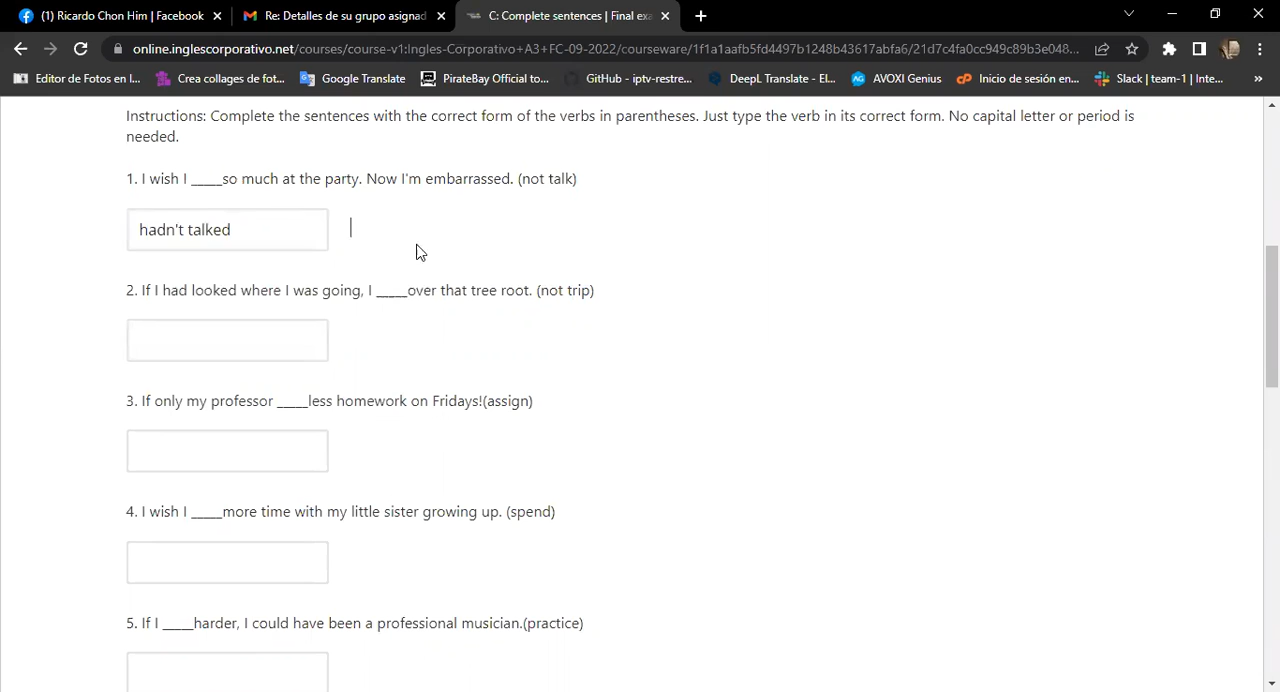 (1) Ricardo Chon Him | Facebook
Re: Detalles de su grupo asignad
C: Complete sentences | Final exa
online.inglescorporativo.net/courses/course-v1:Ingles-Corporativo+A3+FC-09-2022/courseware/1f1a1aafb5fd4497b1248b43617abfa6/21d7c4fa0cc949c89b3e048...
Editor de Fotos en l...
Crea collages de fot...
Google Translate
PirateBay Official to...
GitHub - iptv-restre...
DeepL Translate - El...
AVOXI Genius
Inicio de sesión en...
Slack | team-1 | Inte...
»
Instructions: Complete the sentences with the correct form of the verbs in parentheses. Just type the verb in its correct form. No capital letter or period is
needed.
1. I wish I _____so much at the party. Now I'm embarrassed. (not talk)
hadn't talked
2. If I had looked where I was going, I _____over that tree root. (not trip)
3. If only my professor _____less homework on Fridays!(assign)
4. I wish I _____more time with my little sister growing up. (spend)
5. If I _____harder, I could have been a professional musician.(practice)